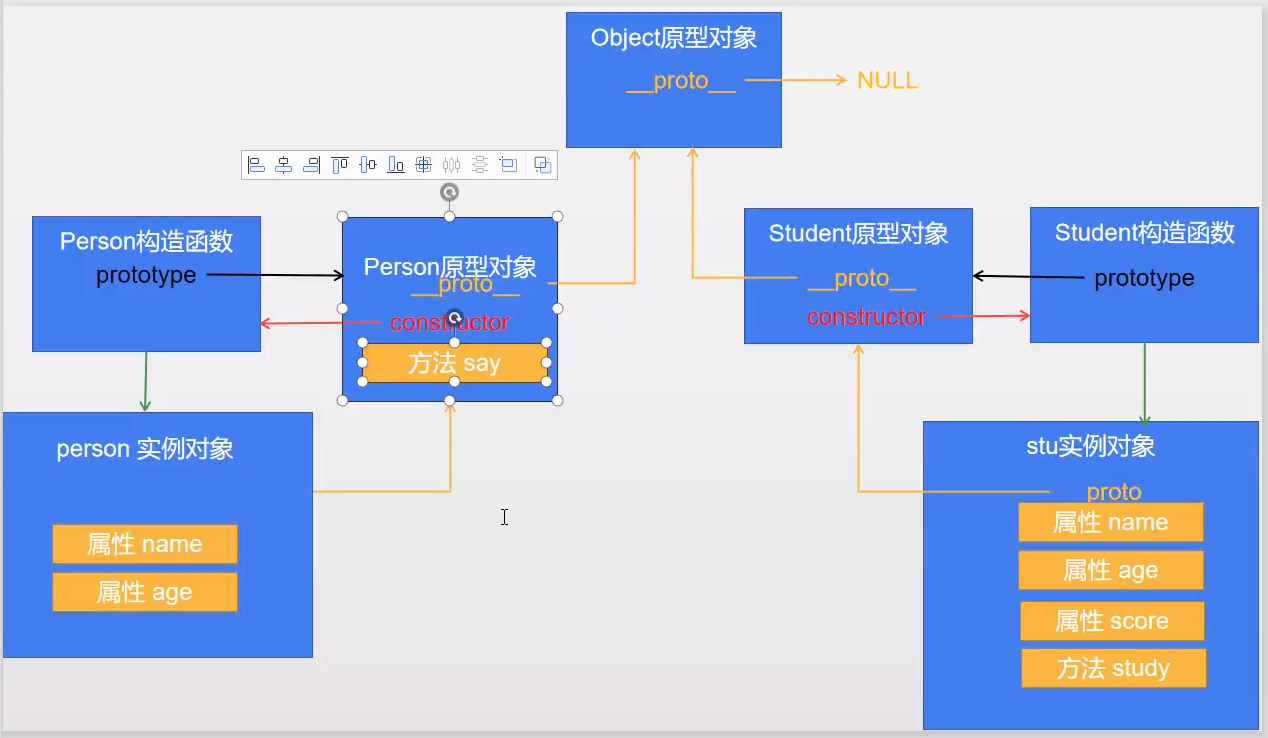 Object原型对象
__proto__
NULL
Person构造函数
prototype
Person原型对象
__proto__
constructor
方法 say
Student原型对象
__proto__
constructor
Student构造函数
prototype
person 实例对象
属性 name
属性 age
stu实例对象
proto
属性 name
属性 age
属性 score
方法 study